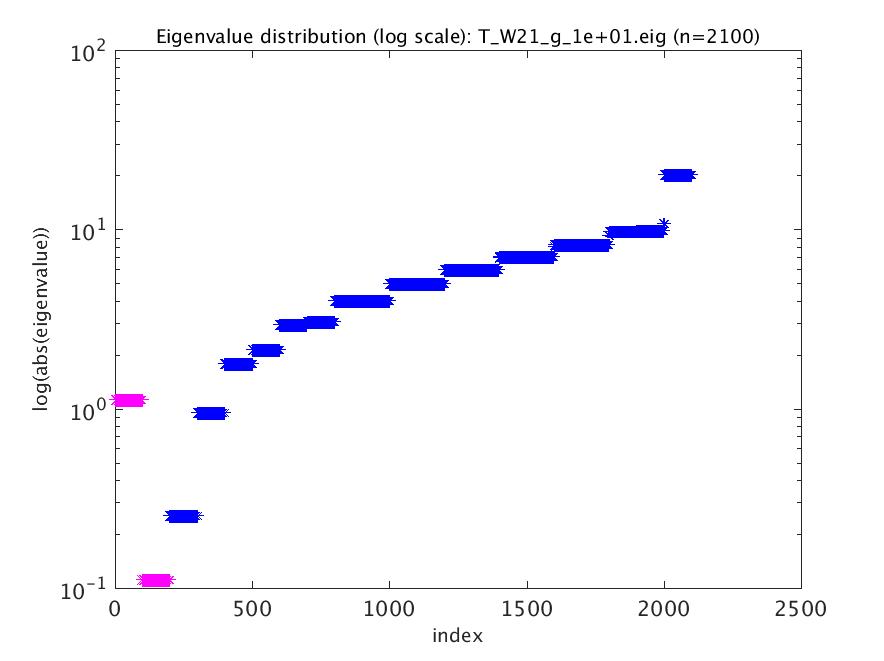 Eigenvalue distribution (log scale): T_W21_g_1e+01.eig (n=2100)
log(abs(eigenvalue))
10^2
10^1
10^0
10^-1
0 500 1000 1500 2000 2500
index